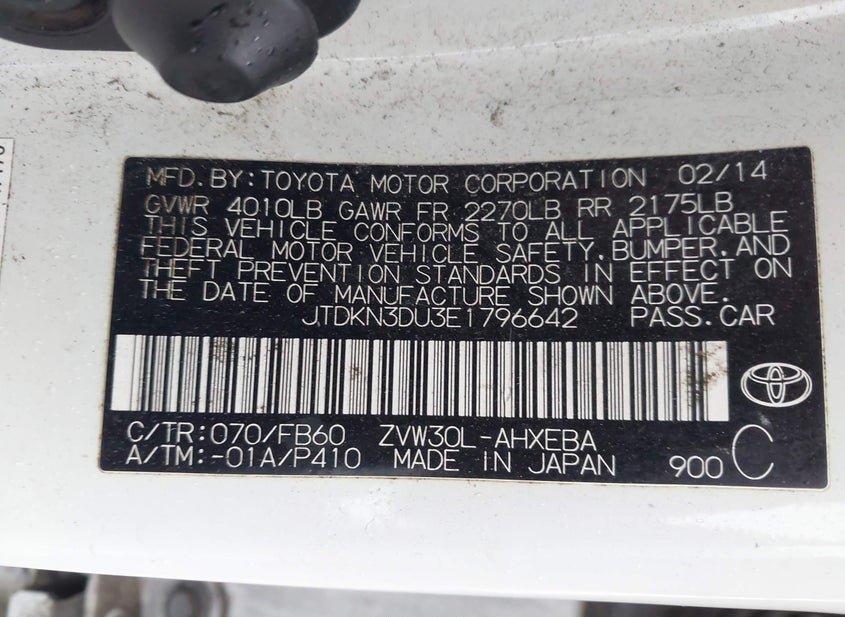 MFD. BY: TOYOTA MOTOR CORPORATION 02/14
GVWR 4010LB GAWR FR 2270LB RR 2175LB
THIS VEHICLE CONFORMS TO ALL APPLICABLE
FEDERAL MOTOR VEHICLE SAFETY, BUMPER, AND
THEFT PREVENTION STANDARDS IN EFFECT ON
THE DATE OF MANUFACTURE SHOWN ABOVE.
JTDKN3DU3E1796642 PASS. CAR
C/TR: 070/FB60 ZVW30L-AHXEBA
A/TM: -01A/P410 MADE IN JAPAN 900 C